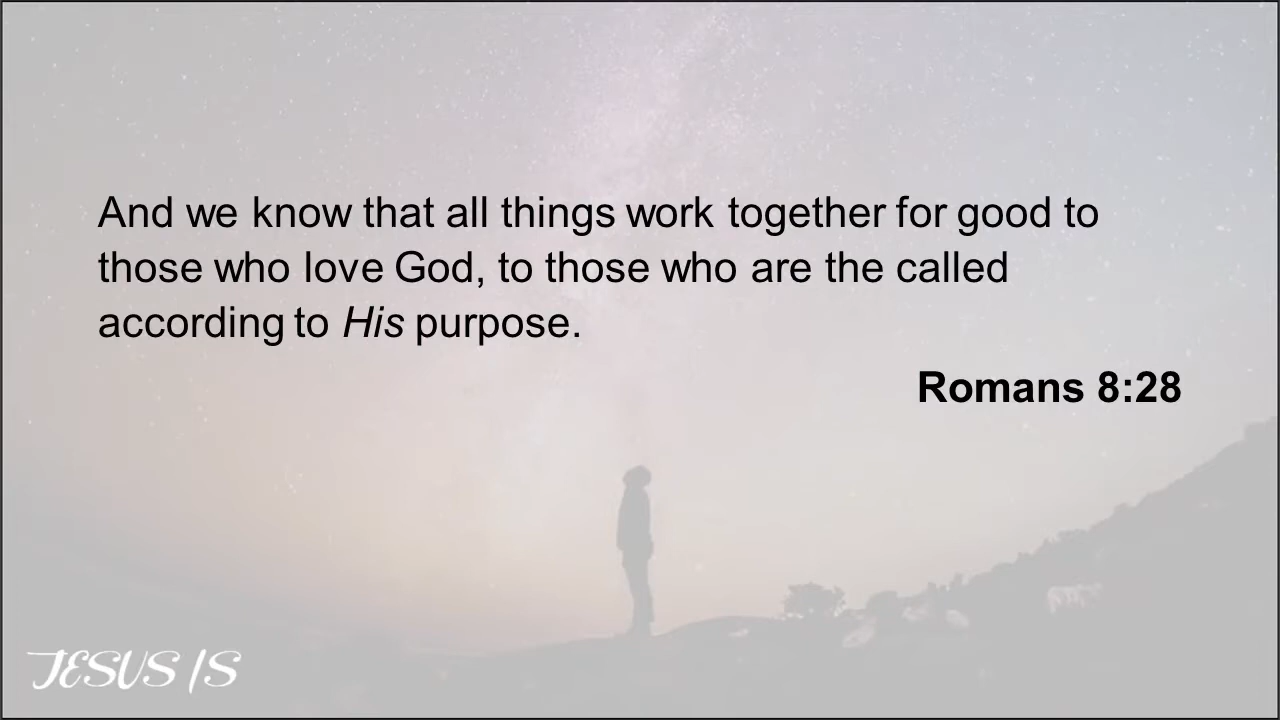 And we know that all things work together for good to
those who love God, to those who are the called
according to His purpose.
Romans 8:28
JESUS IS